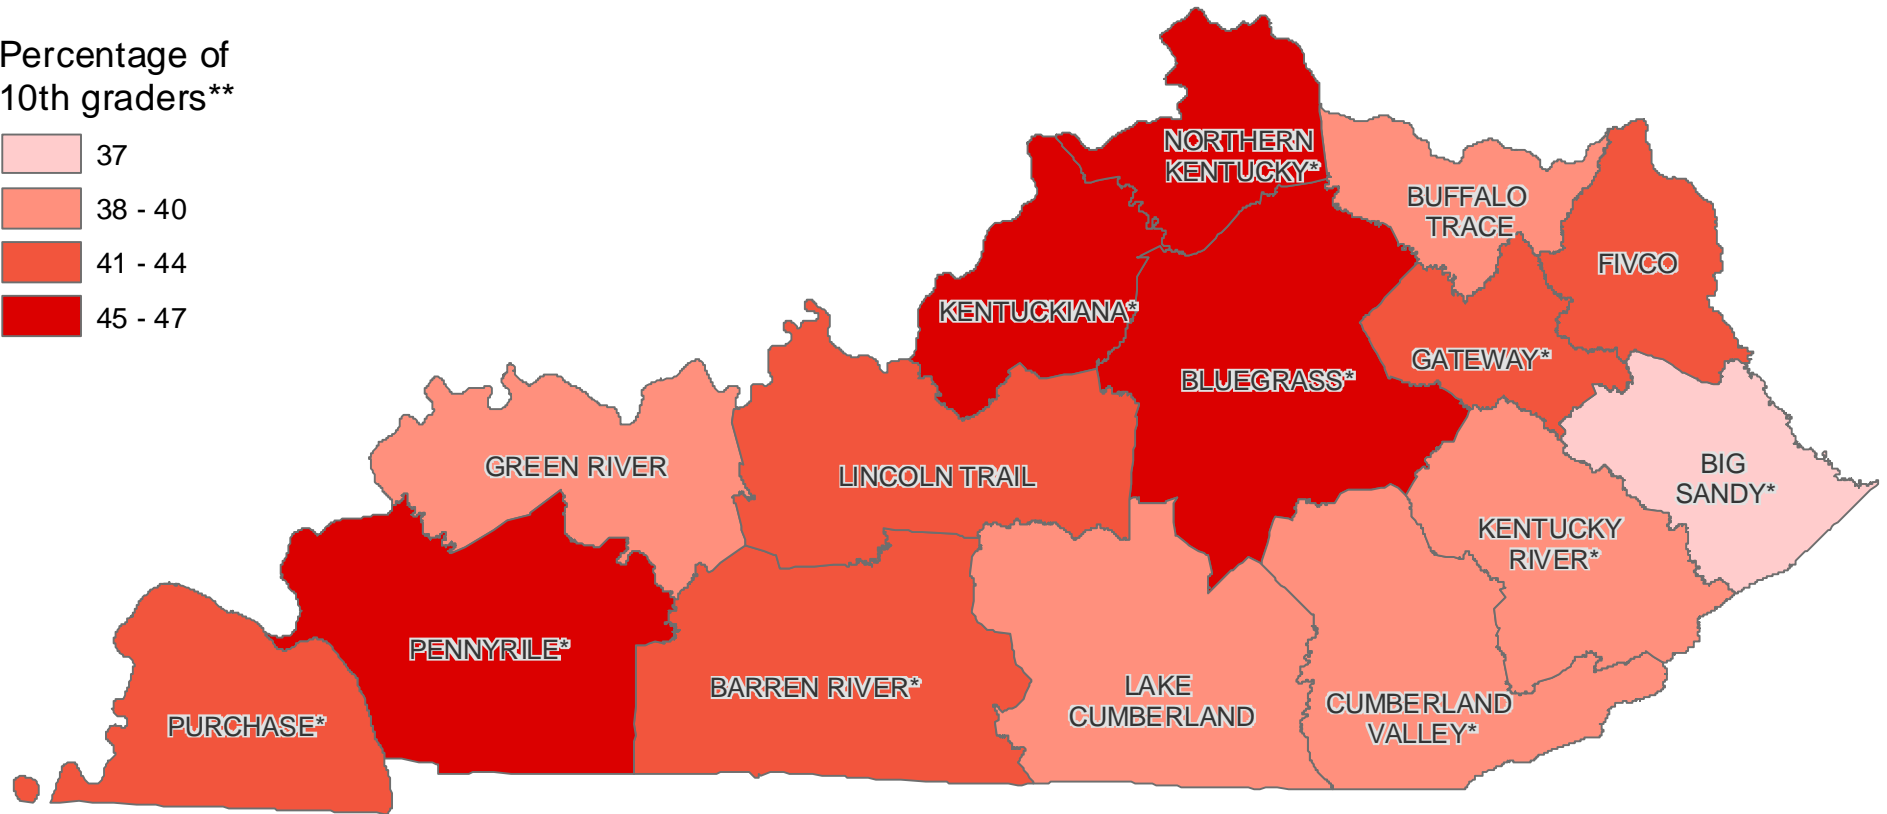 Percentage of
10th graders**
37
38 - 40
41 - 44
45 - 47
NORTHERN
KENTUCKY*
BUFFALO
TRACE
FIVCO
KENTUCKIANA*
GATEWAY*
BLUEGRASS*
GREEN RIVER
LINCOLN TRAIL
BIG
SANDY*
KENTUCKY
RIVER*
PENNYRILE*
BARREN RIVER*
LAKE
CUMBERLAND
CUMBERLAND
VALLEY*
PURCHASE*